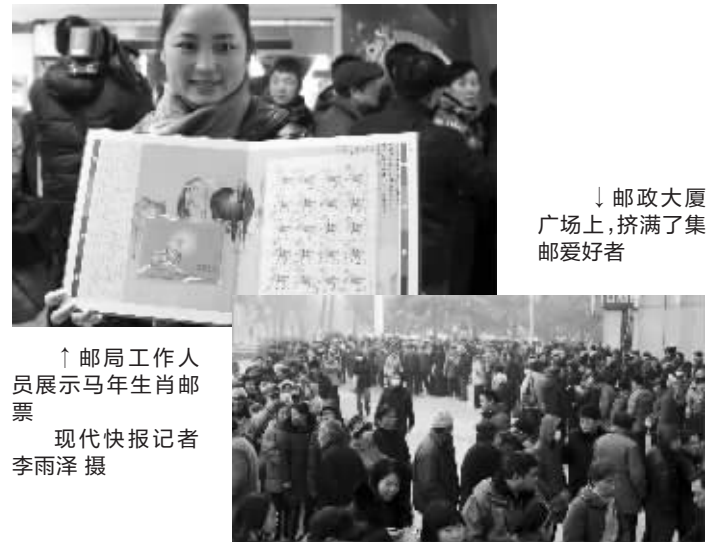 ↓邮政大厦
广场上,挤满了集
邮爱好者
↑邮局工作人
员展示马年生肖邮
票
现代快报记者
李雨泽 摄